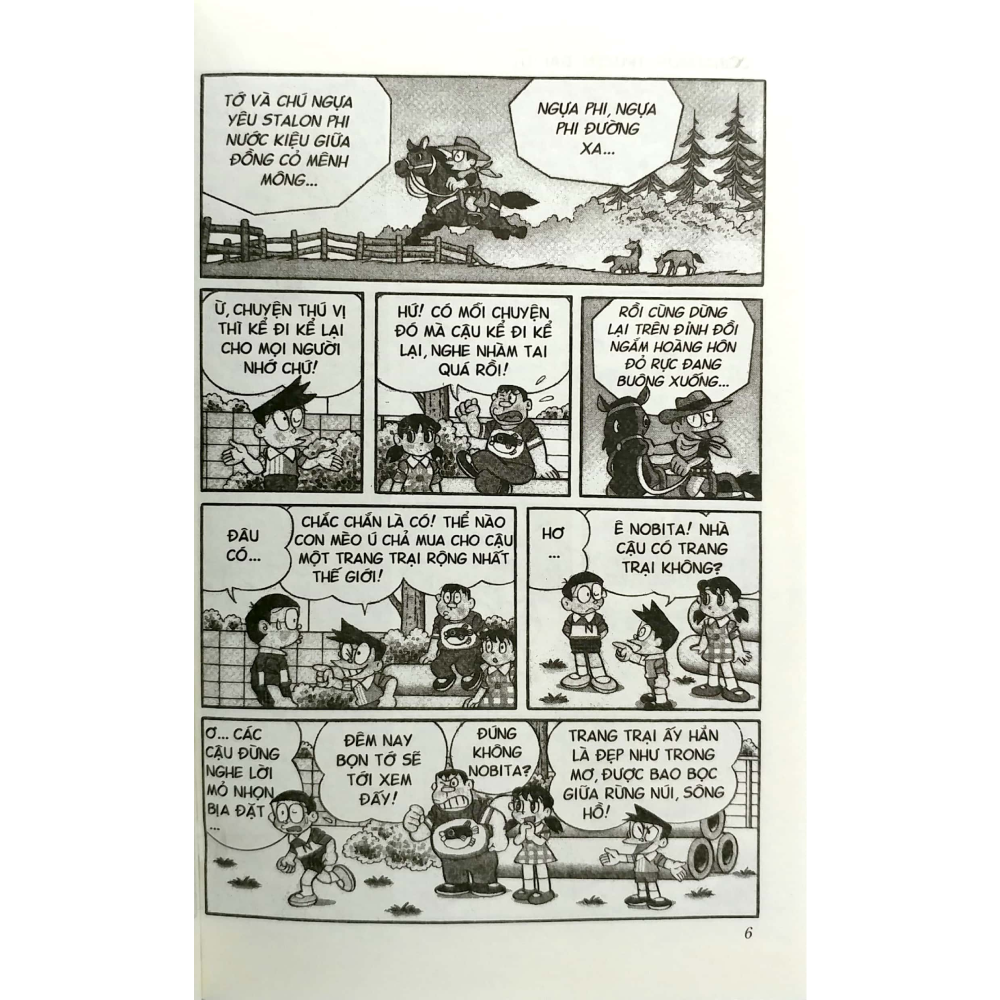 NGỰA PHI, NGỰA
PHI ĐƯỜNG
XA...
TỚ VÀ CHÚ NGỰA
YÊU STALON PHI
NƯỚC KIỆU GIỮA
ĐỒNG CỎ MÊNH
MÔNG...
RỒI CÙNG DỪNG
LẠI TRÊN ĐỈNH ĐỒI
NGẮM HOÀNG HÔN
ĐỎ RỰC ĐANG
BUÔNG XUỐNG...
HỨ! CÓ MỖI CHUYỆN
ĐÓ MÀ CẬU KỂ ĐI KỂ
LẠI, NGHE NHÀM TAI
QUÁ RỒI!
Ừ, CHUYỆN THÚ VỊ
THÌ KỂ ĐI KỂ LẠI
CHO MỌI NGƯỜI
NHỚ CHỨ!
Ê NOBITA! NHÀ
CẬU CÓ TRANG
TRẠI KHÔNG?
HƠ
...
N
CHẮC CHẮN LÀ CÓ! THỂ NÀO
CON MÈO Ú CHẢ MUA CHO CẬU
MỘT TRANG TRẠI RỘNG NHẤT
THẾ GIỚI!
ĐÂU
CÓ...
TRANG TRẠI ẤY HẲN
LÀ ĐẸP NHƯ TRONG
MƠ, ĐƯỢC BAO BỌC
GIỮA RỪNG NÚI, SÔNG
HỒ!
ĐÚNG
KHÔNG
NOBITA?
ĐÊM NAY
BỌN TỚ SẼ
TỚI XEM
ĐẤY!
Ơ... CÁC
CẬU ĐỪNG
NGHE LỜI
MỎ NHỌN
BỊA ĐẶT
...
6